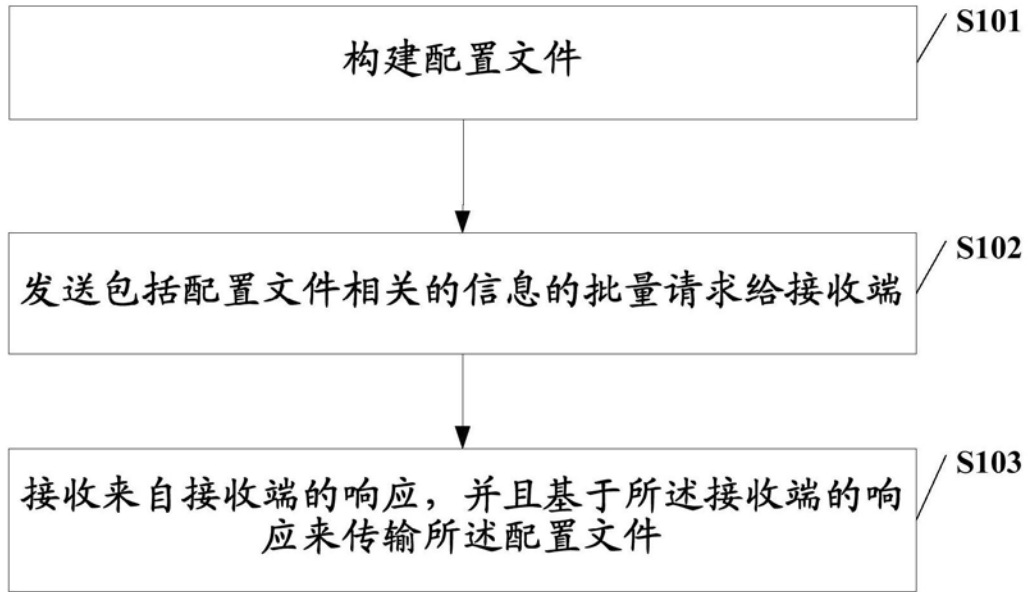 S101
构建配置文件
S102
发送包括配置文件相关的信息的批量请求给接收端
S103
接收来自接收端的响应，并且基于所述接收端的响
应来传输所述配置文件